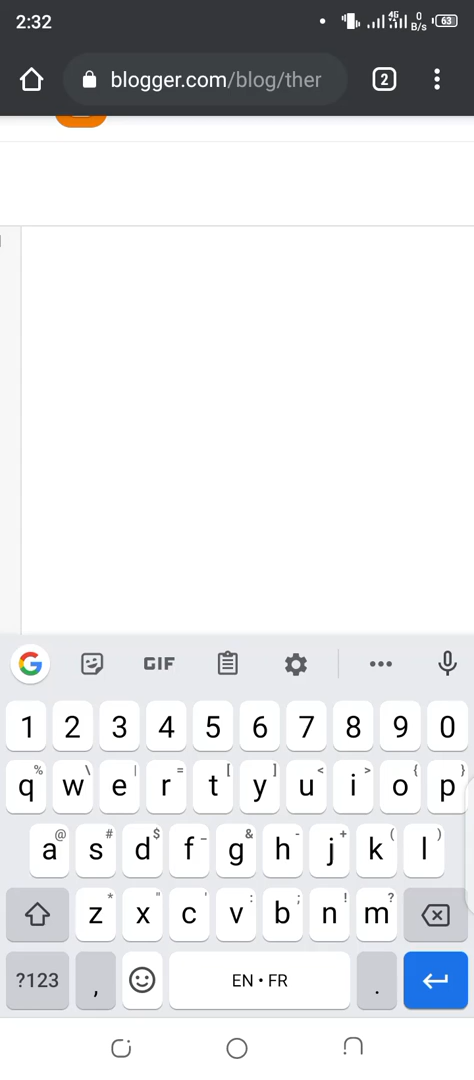 2:32 4G 0 B/s 63
blogger.com/blog/ther 2
G GIF
1 2 3 4 5 6 7 8 9 0
% \ | = [ ] < > { }
q w e r t y u i o p
@ # $ _ & - + ( )
a s d f g h j k l
* " ' : ; ! ?
z x c v b n m
?123 , EN • FR .